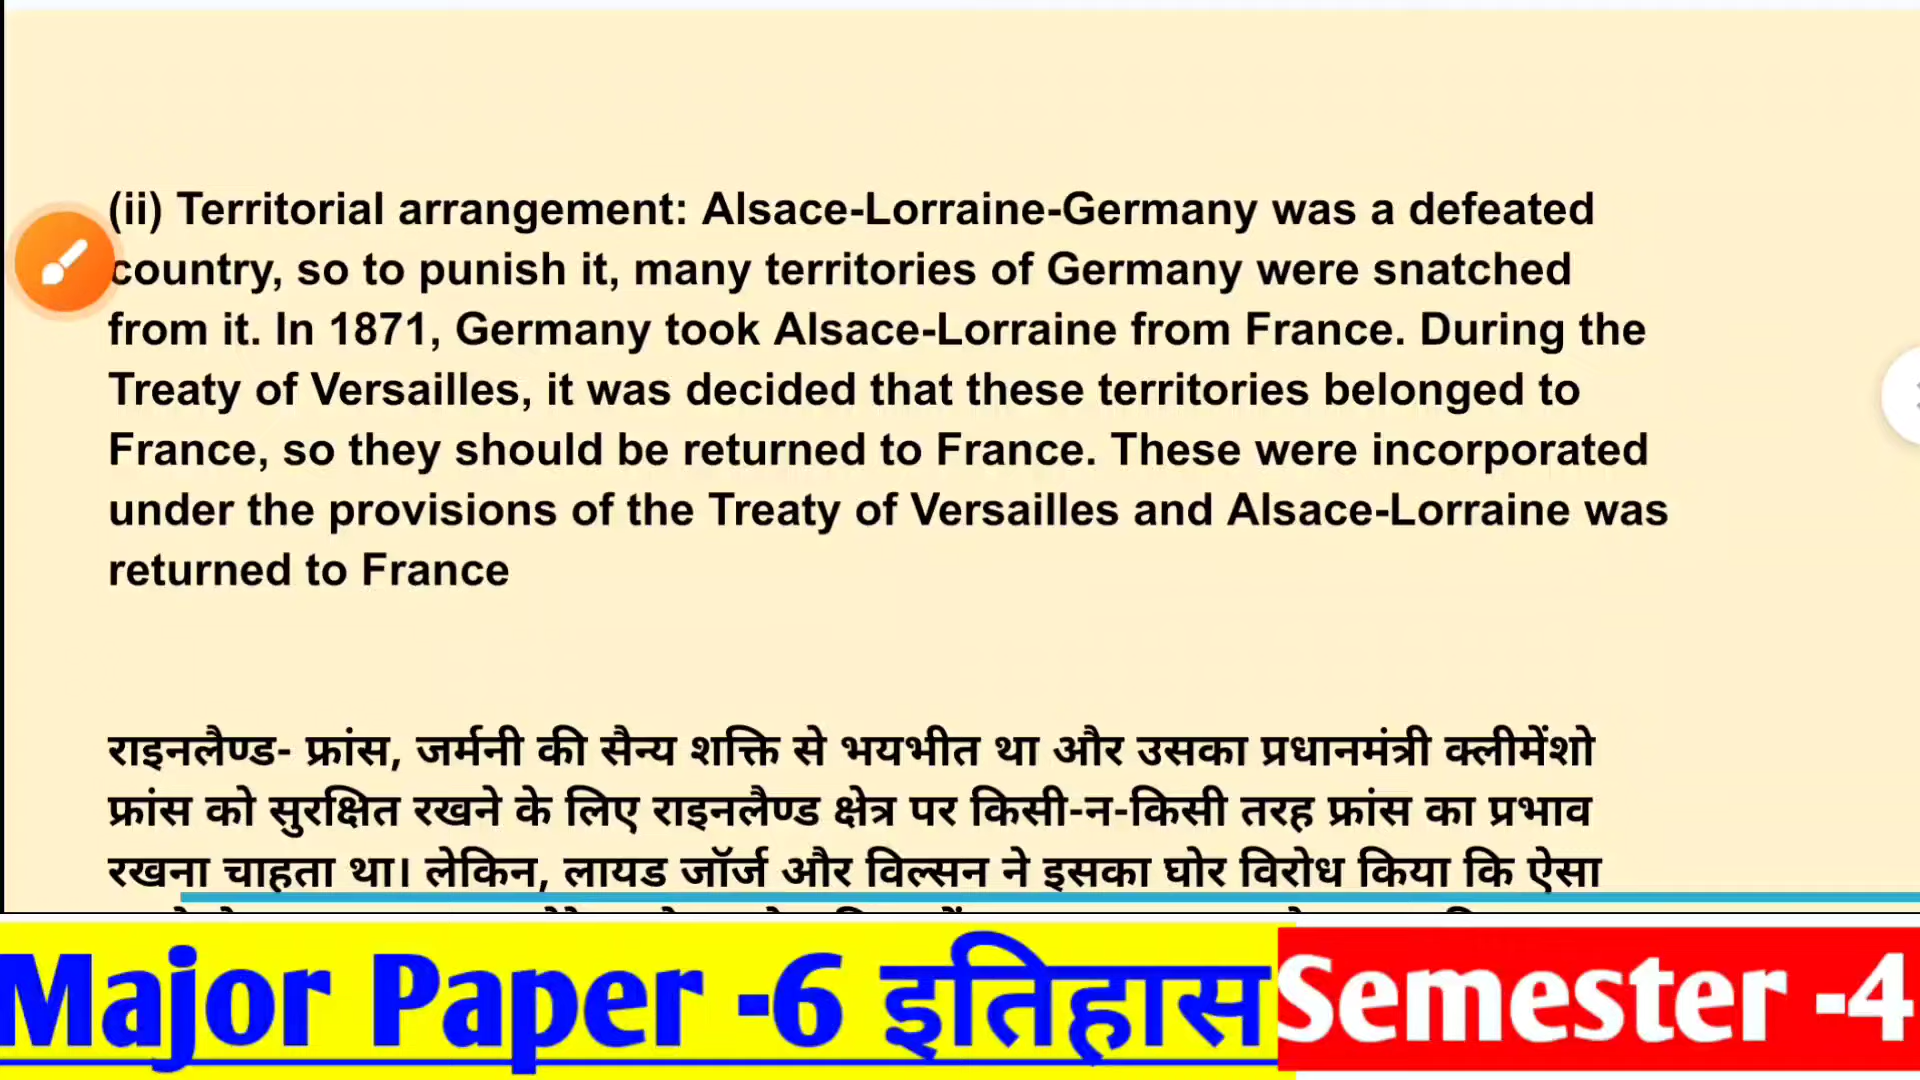 (ii) Territorial arrangement: Alsace-Lorraine-Germany was a defeated
country, so to punish it, many territories of Germany were snatched
from it. In 1871, Germany took Alsace-Lorraine from France. During the
Treaty of Versailles, it was decided that these territories belonged to
France, so they should be returned to France. These were incorporated
under the provisions of the Treaty of Versailles and Alsace-Lorraine was
returned to France
राइनलैण्ड- फ्रांस, जर्मनी की सैन्य शक्ति से भयभीत था और उसका प्रधानमंत्री क्लीमेंशो
फ्रांस को सुरक्षित रखने के लिए राइनलैण्ड क्षेत्र पर किसी-न-किसी तरह फ्रांस का प्रभाव
रखना चाहता था। लेकिन, लायड जॉर्ज और विल्सन ने इसका घोर विरोध किया कि ऐसा
Major Paper -6 इतिहास Semester -4